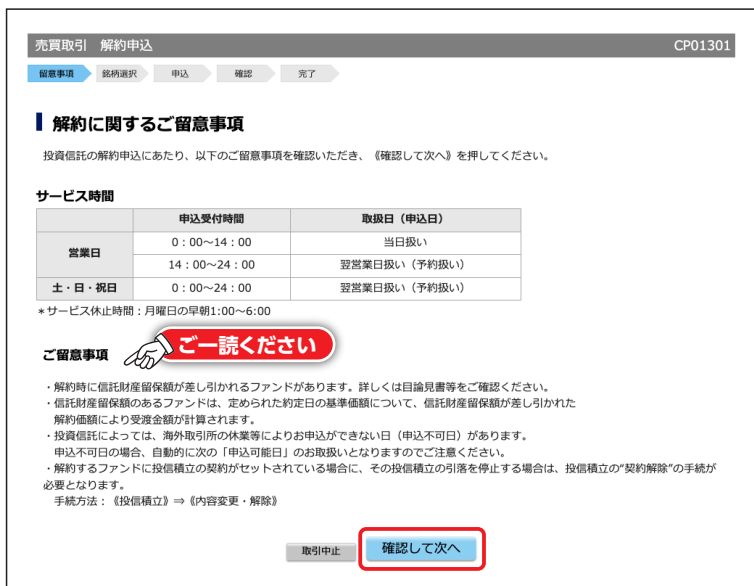 売買取引 解約申込 CP01301
留意事項 銘柄選択 申込 確認 完了
解約に関するご留意事項
投資信託の解約申込にあたり、以下のご留意事項を確認いただき、《確認して次へ》を押してください。
サービス時間
申込受付時間 取扱日（申込日）
営業日 0：00～14：00 当日扱い
14：00～24：00 翌営業日扱い（予約扱い）
土・日・祝日 0：00～24：00 翌営業日扱い（予約扱い）
＊サービス休止時間：月曜日の早朝1:00～6:00
ご留意事項 ご一読ください
・解約時に信託財産留保額が差し引かれるファンドがあります。詳しくは目論見書等をご確認ください。
・信託財産留保額のあるファンドは、定められた約定日の基準価額について、信託財産留保額が差し引かれた
解約価額により受渡金額が計算されます。
・投資信託によっては、海外取引所の休業等によりお申込ができない日（申込不可日）があります。
申込不可日の場合、自動的に次の「申込可能日」のお取扱いとなりますのでご注意ください。
・解約するファンドに投信積立の契約がセットされている場合に、その投信積立の引落を停止する場合は、投信積立の"契約解除"の手続が
必要となります。
手続方法：《投信積立》⇒《内容変更・解除》
取引中止 確認して次へ